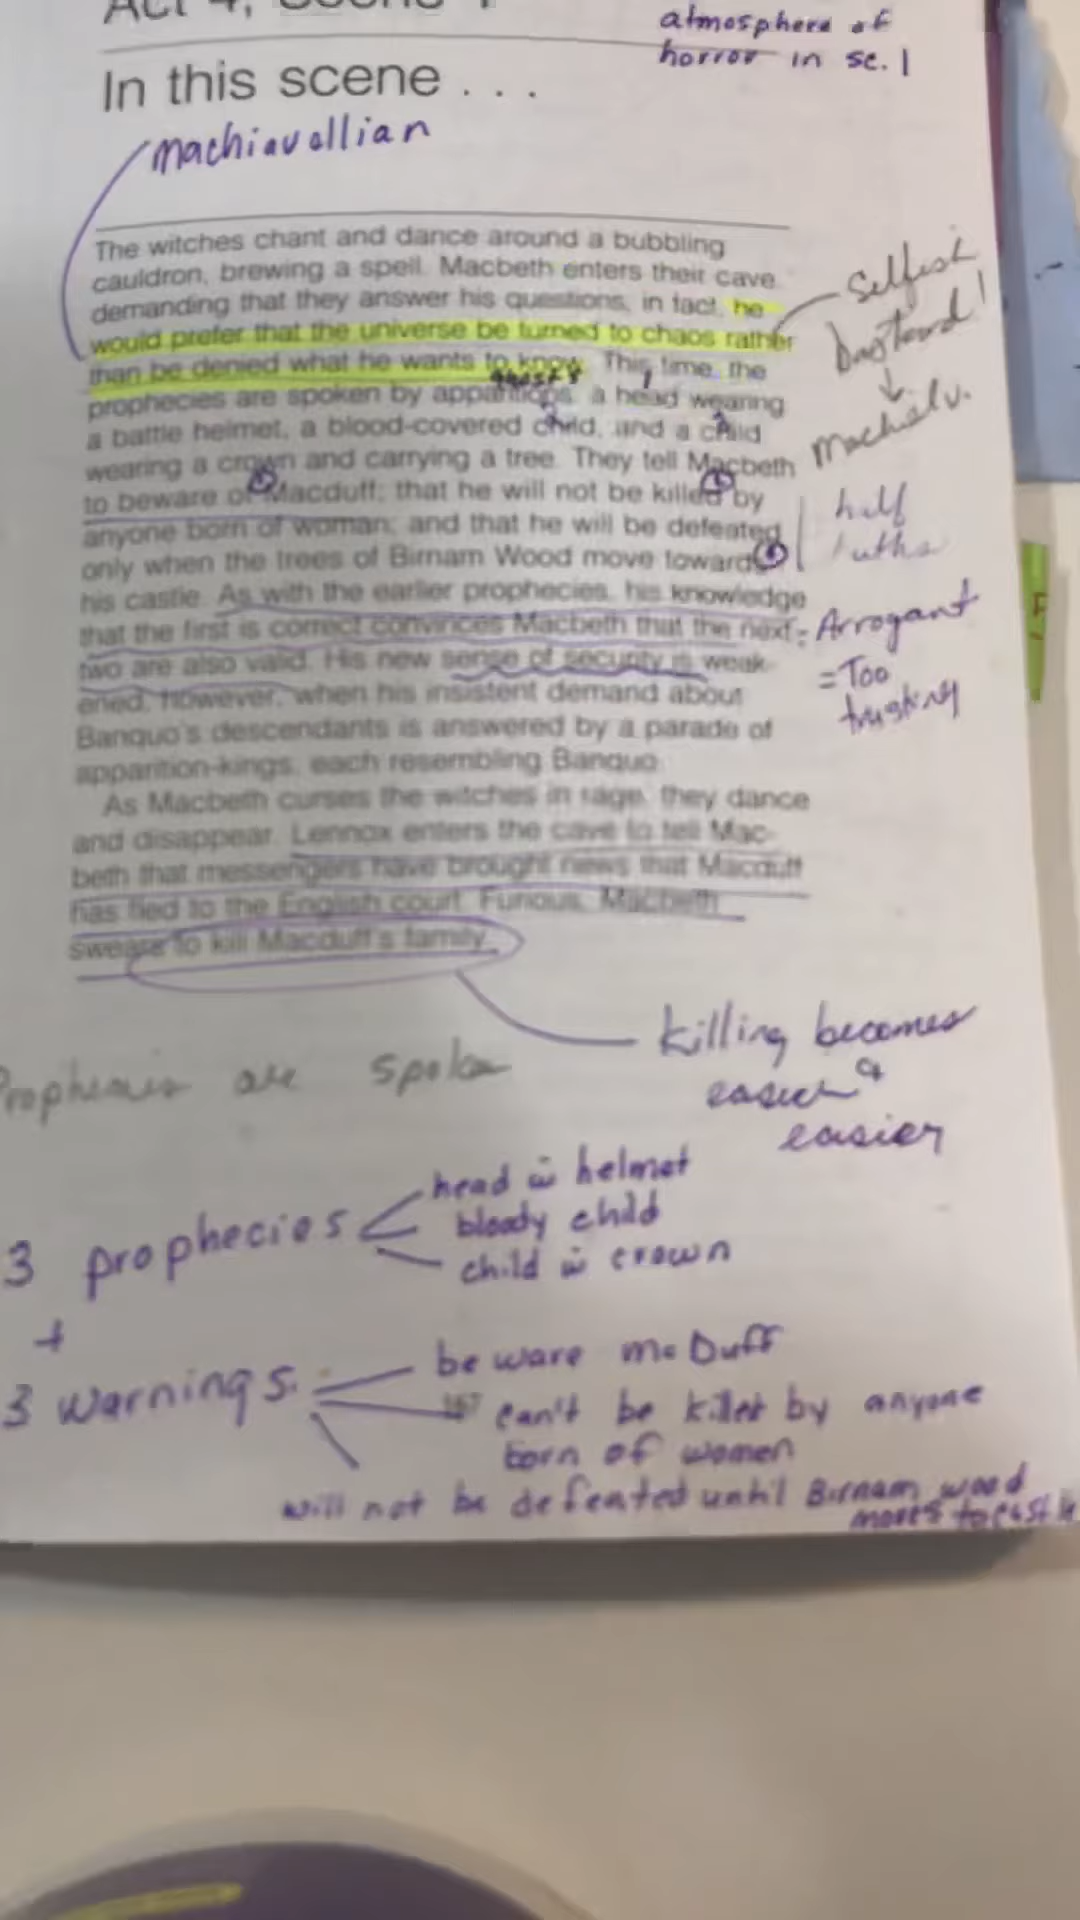 Act 4, Scene 1
atmosphere of
horror in sc. 1
In this scene . . .
Machiavellian
The witches chant and dance around a bubbling
cauldron, brewing a spell. Macbeth enters their cave
demanding that they answer his questions, in fact, he
would prefer that the universe be turned to chaos rather
than be denied what he wants to know. This time, the
ghosts 1
prophecies are spoken by apparitions: a head wearing
a battle helmet, a blood-covered child, and a child
wearing a crown and carrying a tree. They tell Macbeth
to beware of Macduff; that he will not be killed by
anyone born of woman; and that he will be defeated
only when the trees of Birnam Wood move toward
his castle. As with the earlier prophecies, his knowledge
that the first is correct convinces Macbeth that the next
two are also valid. His new sense of security is weak-
ened, however, when his insistent demand about
Banquo's descendants is answered by a parade of
apparition-kings, each resembling Banquo.
As Macbeth curses the witches in rage, they dance
and disappear. Lennox enters the cave to tell Mac-
beth that messengers have brought news that Macduff
has fled to the English court. Furious, Macbeth
swears to kill Macduff's family.
Selfish
Machielv.
half
truths
= Arrogant
= Too
trusting
killing becomes
easier &
easier
are spoken
3 prophecies
head w helmet
bloody child
child w crown
+
3 warnings.
beware McDuff
167
can't be killed by anyone
born of women
will not be defeated until Birnam wood
moves to castle